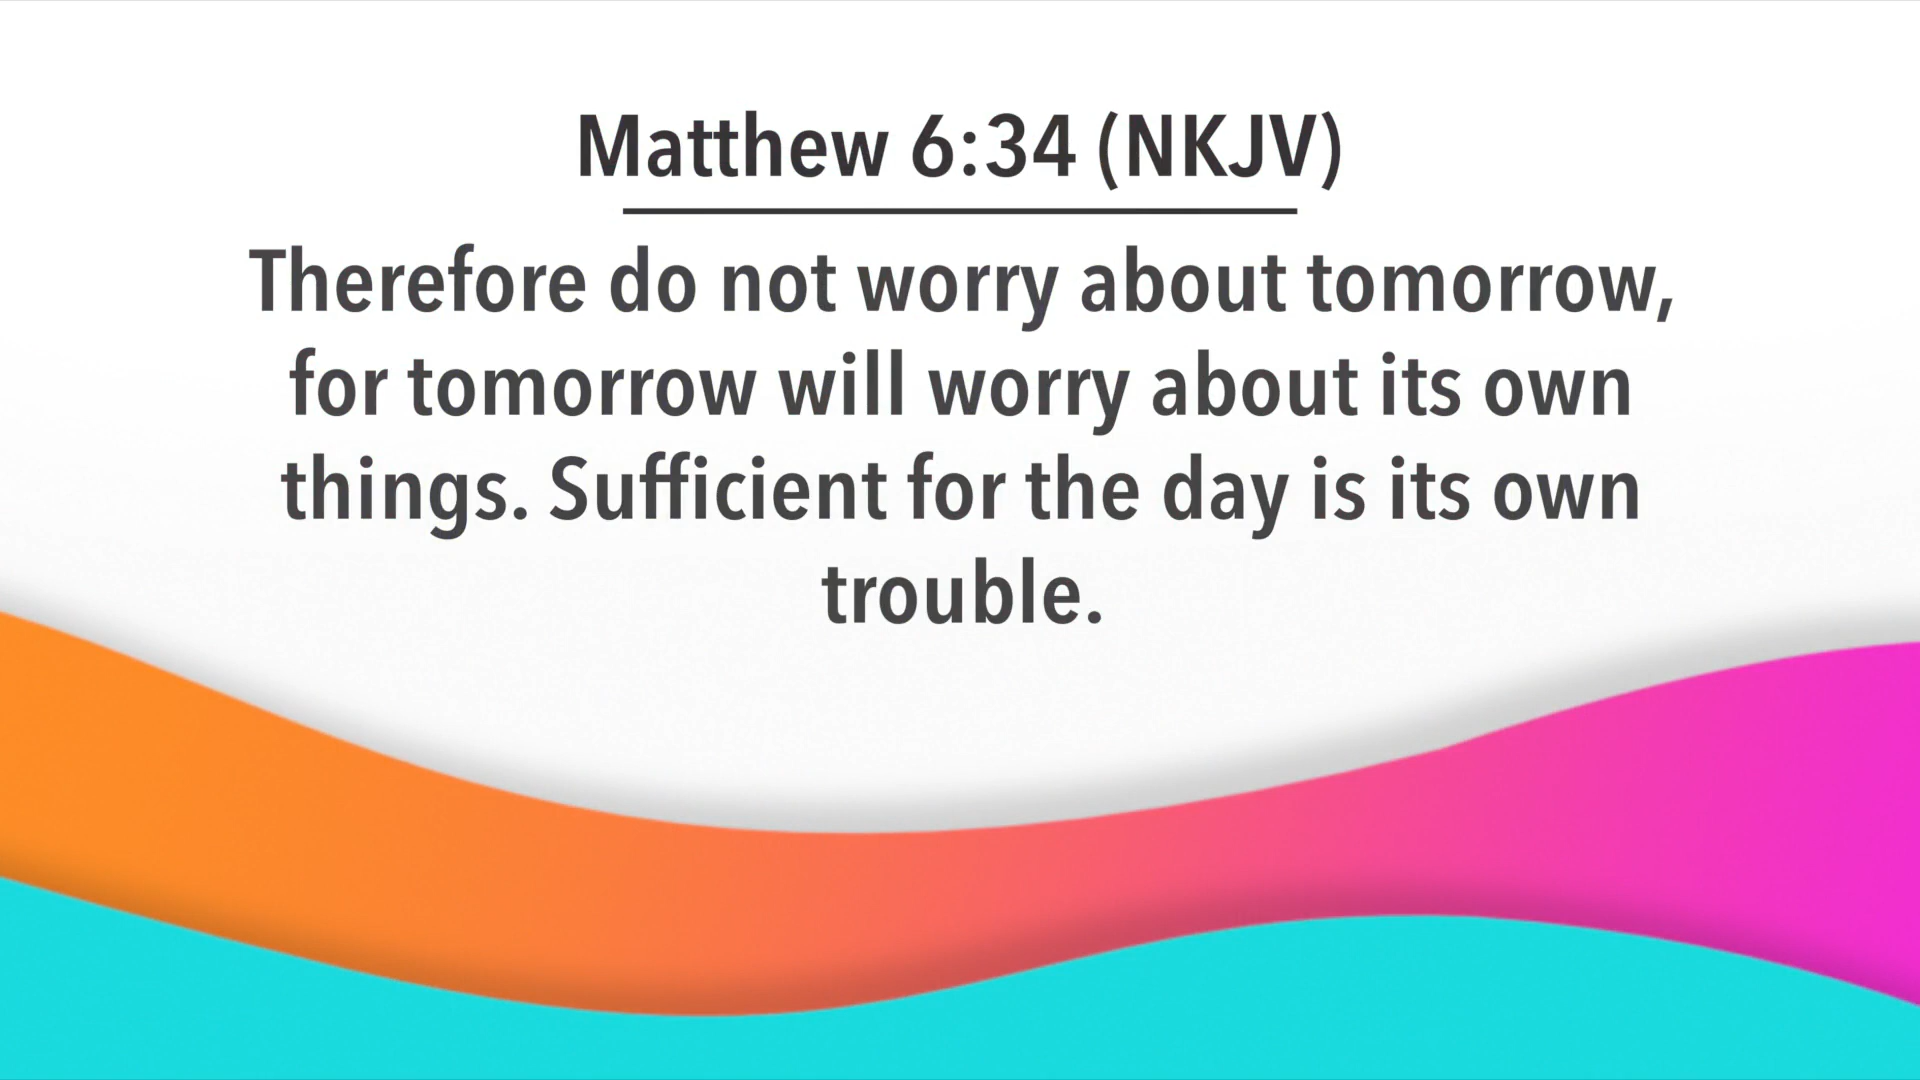 Matthew 6:34 (NKJV)
Therefore do not worry about tomorrow,
for tomorrow will worry about its own
things. Sufficient for the day is its own
trouble.